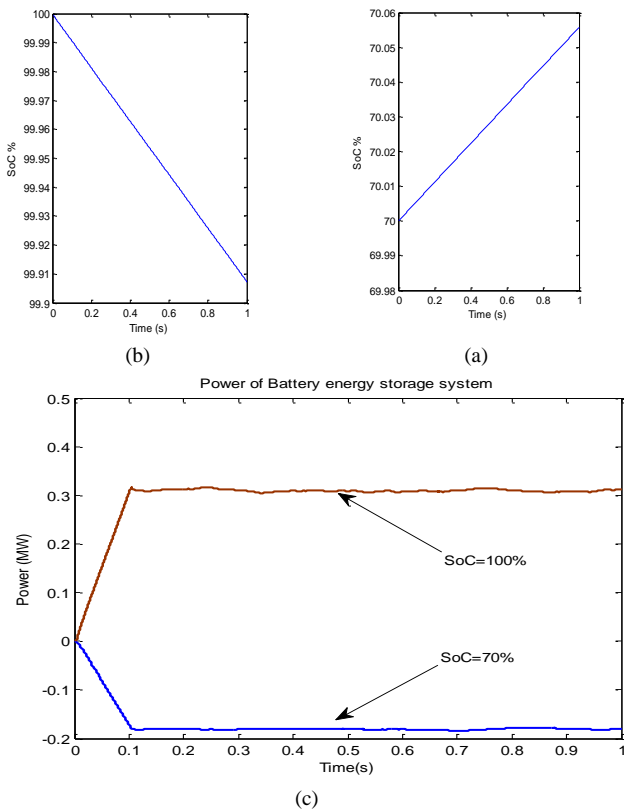 100
99.99
99.98
99.97
99.96
99.95
99.94
99.93
99.92
99.91
99.9
SoC %
0 0.2 0.4 0.6 0.8 1
Time (s)
(b)
70.06
70.05
70.04
70.03
70.02
70.01
70
69.99
69.98
SoC %
0 0.2 0.4 0.6 0.8 1
Time (s)
(a)
Power of Battery energy storage system
0.5
0.4
0.3
0.2
0.1
0
-0.1
-0.2
Power (MW)
SoC=100%
SoC=70%
0 0.1 0.2 0.3 0.4 0.5 0.6 0.7 0.8 0.9 1
Time(s)
(c)